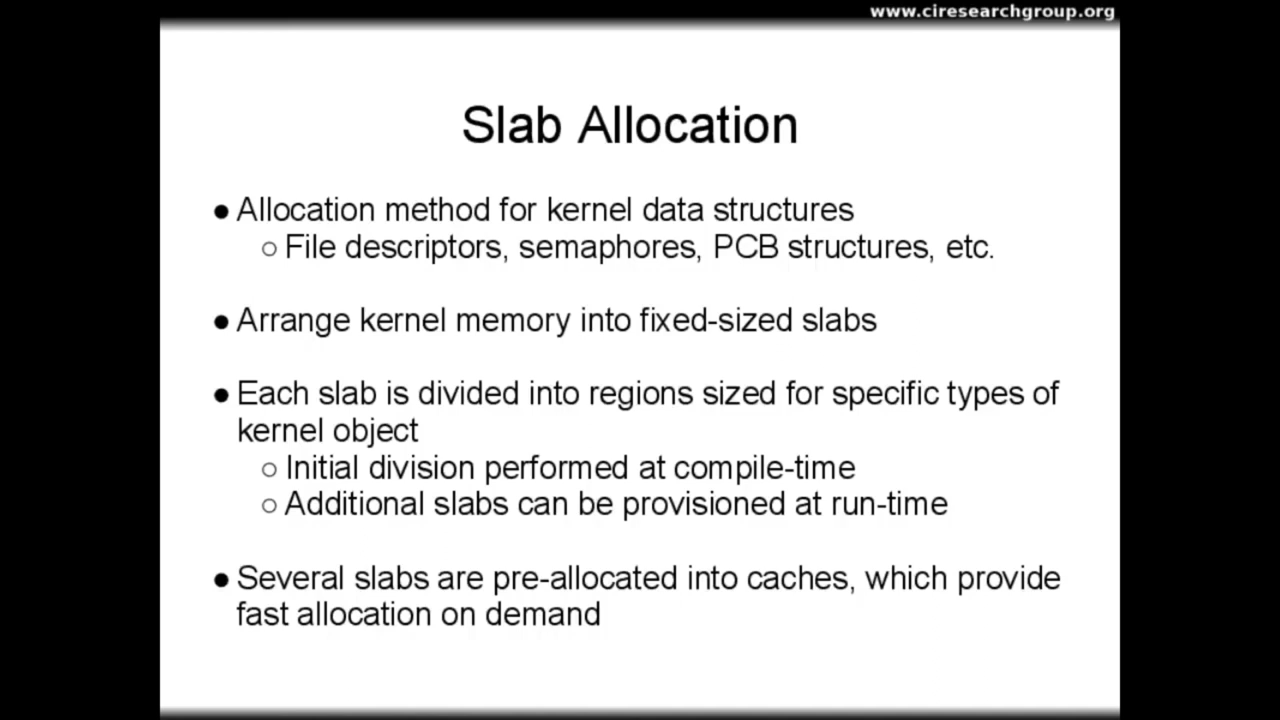 www.ciresearchgroup.org
Slab Allocation
● Allocation method for kernel data structures
○ File descriptors, semaphores, PCB structures, etc.
● Arrange kernel memory into fixed-sized slabs
● Each slab is divided into regions sized for specific types of
kernel object
○ Initial division performed at compile-time
○ Additional slabs can be provisioned at run-time
● Several slabs are pre-allocated into caches, which provide
fast allocation on demand